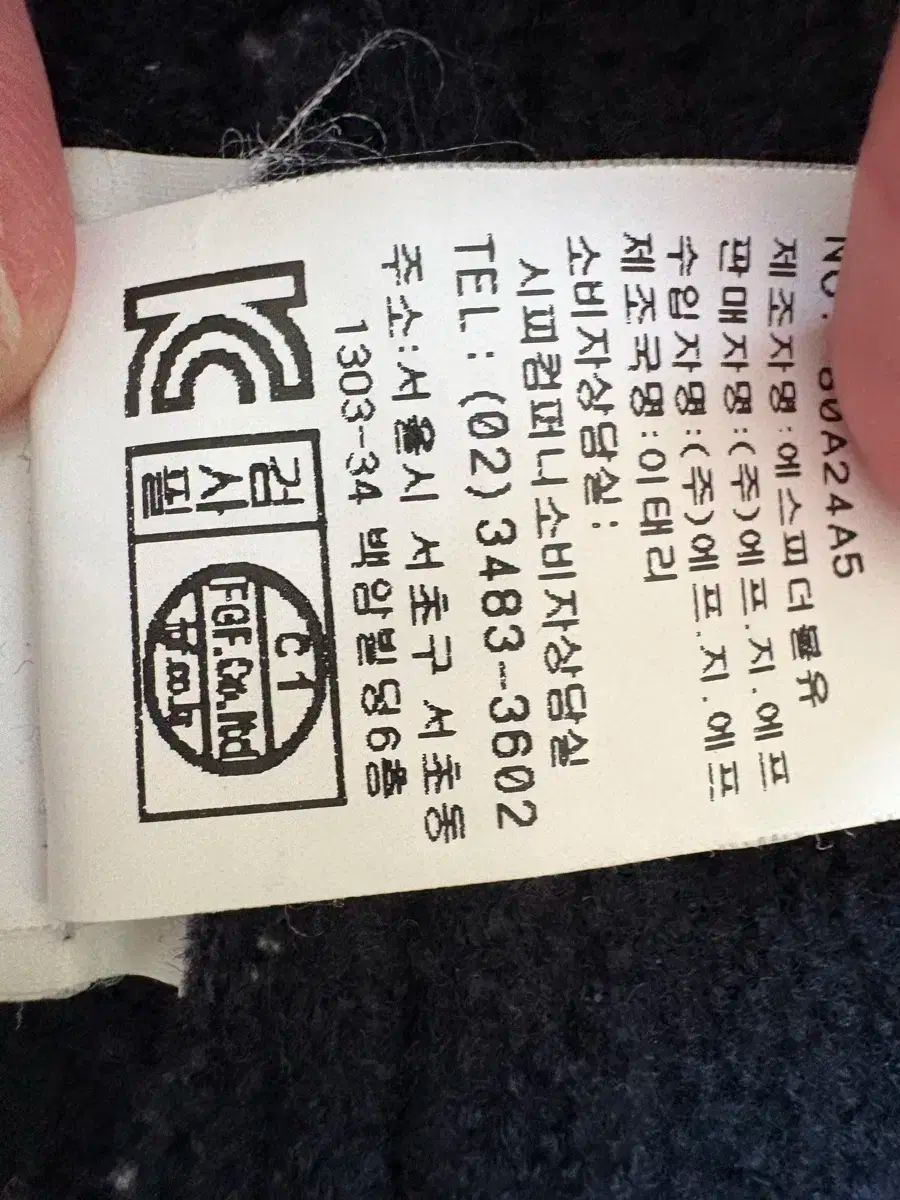 제조자명:에스피더물유
판매자명:(주)에프.지.에프
수입자명:(주)에프.지.에프
제조국명:이태리
소비자상담실:
시피컴퍼니소비자상담실
TEL:(02)3483-3602
주소:서울시 서초구 서초동
1303-34 백암빌딩6층
KC
검사필
C1
FGF.Co.,ltd